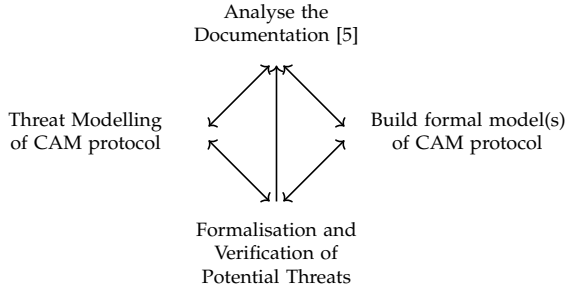 Analyse the
Documentation [5]
Threat Modelling
of CAM protocol
Build formal model(s)
of CAM protocol
Formalisation and
Verification of
Potential Threats